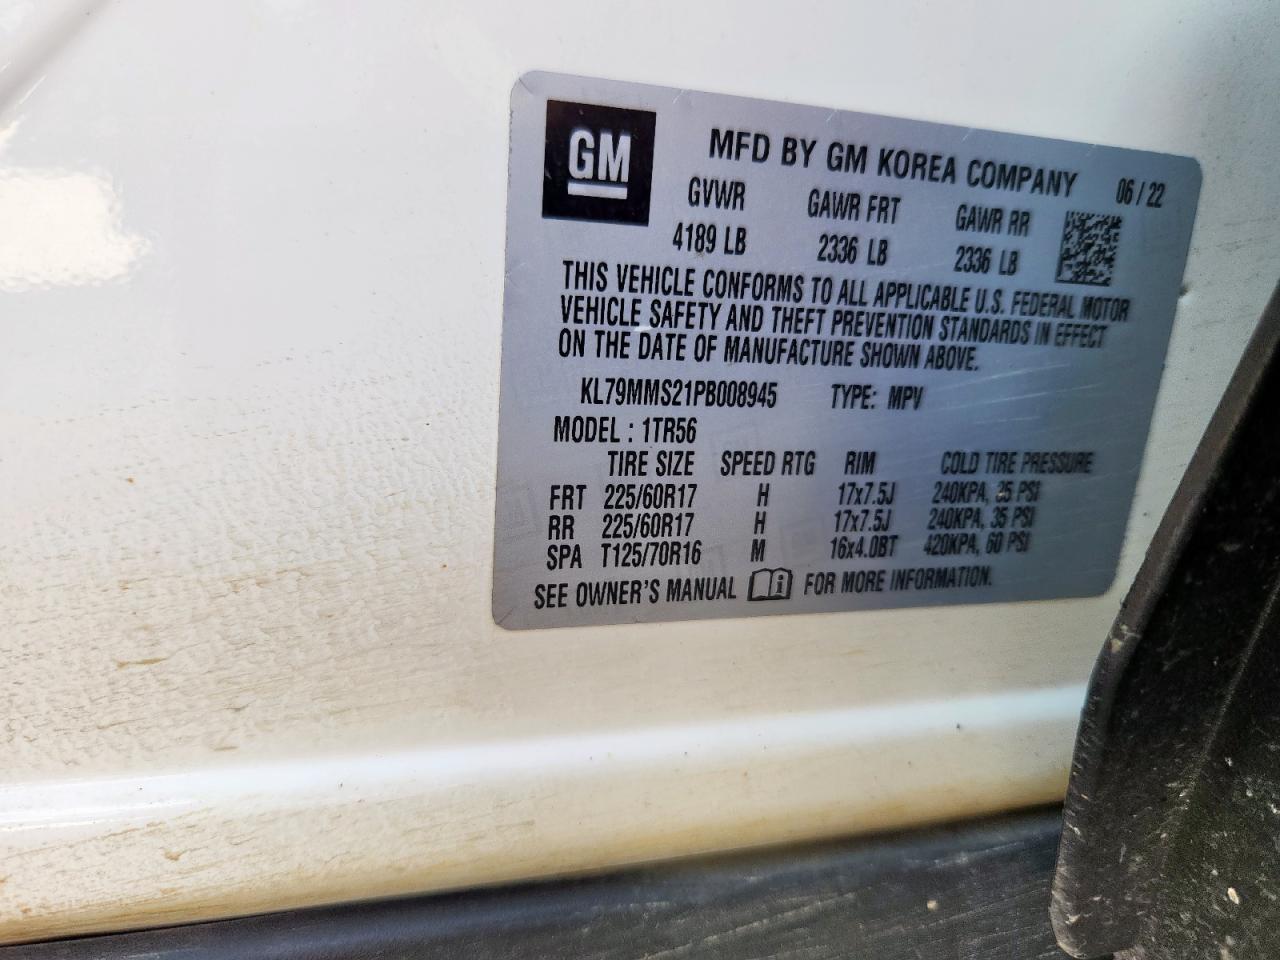 GM
MFD BY GM KOREA COMPANY 06 / 22
GVWR GAWR FRT GAWR RR
4189 LB 2336 LB 2336 LB
THIS VEHICLE CONFORMS TO ALL APPLICABLE U.S. FEDERAL MOTOR
VEHICLE SAFETY AND THEFT PREVENTION STANDARDS IN EFFECT
ON THE DATE OF MANUFACTURE SHOWN ABOVE.
KL79MMS21PB008945 TYPE: MPV
MODEL : 1TR56
TIRE SIZE SPEED RTG RIM COLD TIRE PRESSURE
FRT 225/60R17 H 17x7.5J 240KPA, 35 PSI
RR 225/60R17 H 17x7.5J 240KPA, 35 PSI
SPA T125/70R16 M 16x4.0BT 420KPA, 60 PSI
SEE OWNER'S MANUAL FOR MORE INFORMATION.